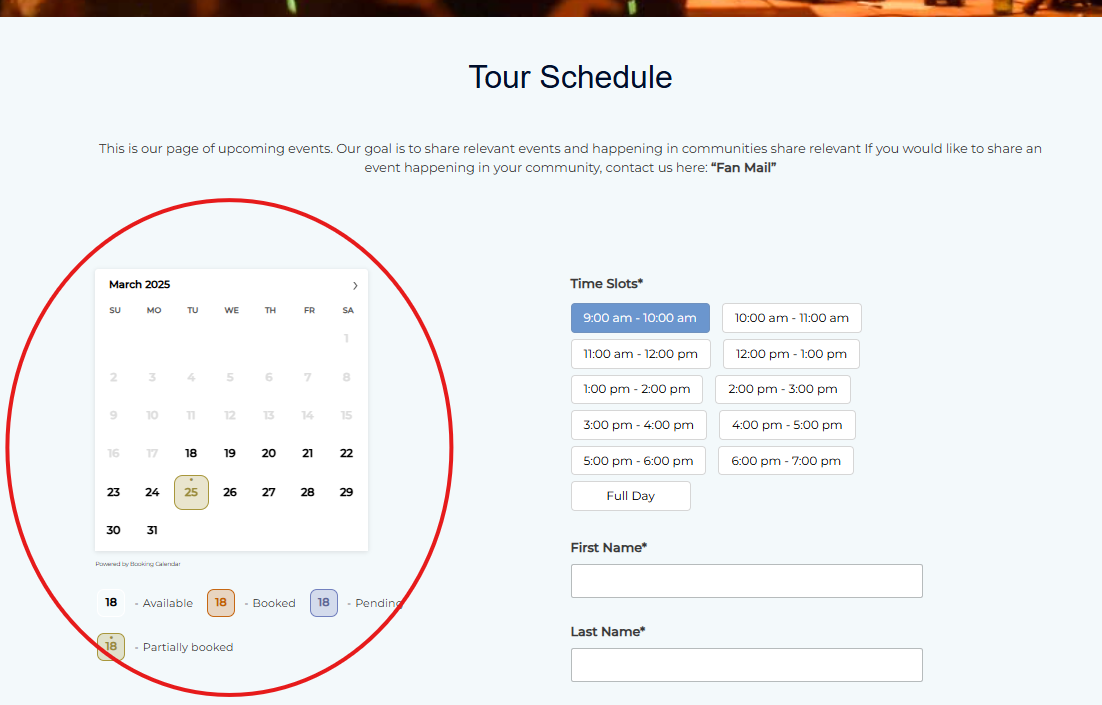 Tour Schedule
This is our page of upcoming events. Our goal is to share relevant events and happening in communities share relevant If you would like to share an
event happening in your community, contact us here: “Fan Mail”
March 2025 ›
SU MO TU WE TH FR SA
1
2 3 4 5 6 7 8
9 10 11 12 13 14 15
16 17 18 19 20 21 22
23 24 25 26 27 28 29
30 31
Powered by Booking Calendar
18 - Available 18 - Booked 18 - Pending
18 - Partially booked
Time Slots*
9:00 am - 10:00 am 10:00 am - 11:00 am
11:00 am - 12:00 pm 12:00 pm - 1:00 pm
1:00 pm - 2:00 pm 2:00 pm - 3:00 pm
3:00 pm - 4:00 pm 4:00 pm - 5:00 pm
5:00 pm - 6:00 pm 6:00 pm - 7:00 pm
Full Day
First Name*
Last Name*